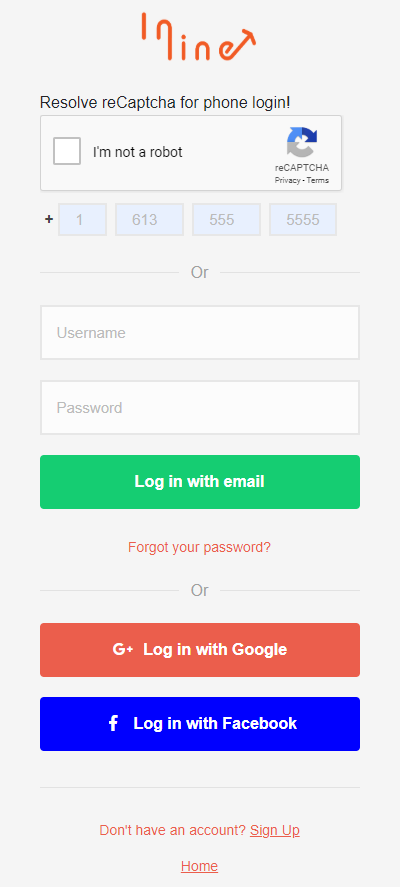 In line
Resolve reCaptcha for phone login!
I'm not a robot
reCAPTCHA
Privacy - Terms
+ 1 613 555 5555
Or
Username
Password
Log in with email
Forgot your password?
Or
G+ Log in with Google
f Log in with Facebook
Don't have an account? Sign Up
Home